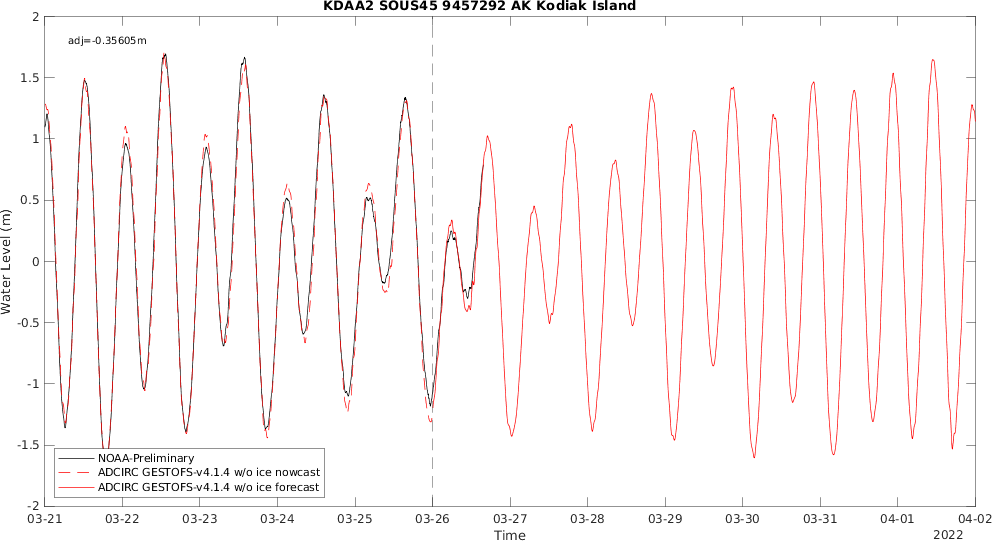 KDAA2 SOUS45 9457292 AK Kodiak Island
adj=-0.35605m
2
1.5
1
0.5
0
-0.5
-1
-1.5
-2
Water Level (m)
NOAA-Preliminary
ADCIRC GESTOFS-v4.1.4 w/o ice nowcast
ADCIRC GESTOFS-v4.1.4 w/o ice forecast
03-21 03-22 03-23 03-24 03-25 03-26 03-27 03-28 03-29 03-30 03-31 04-01 04-02
Time
2022